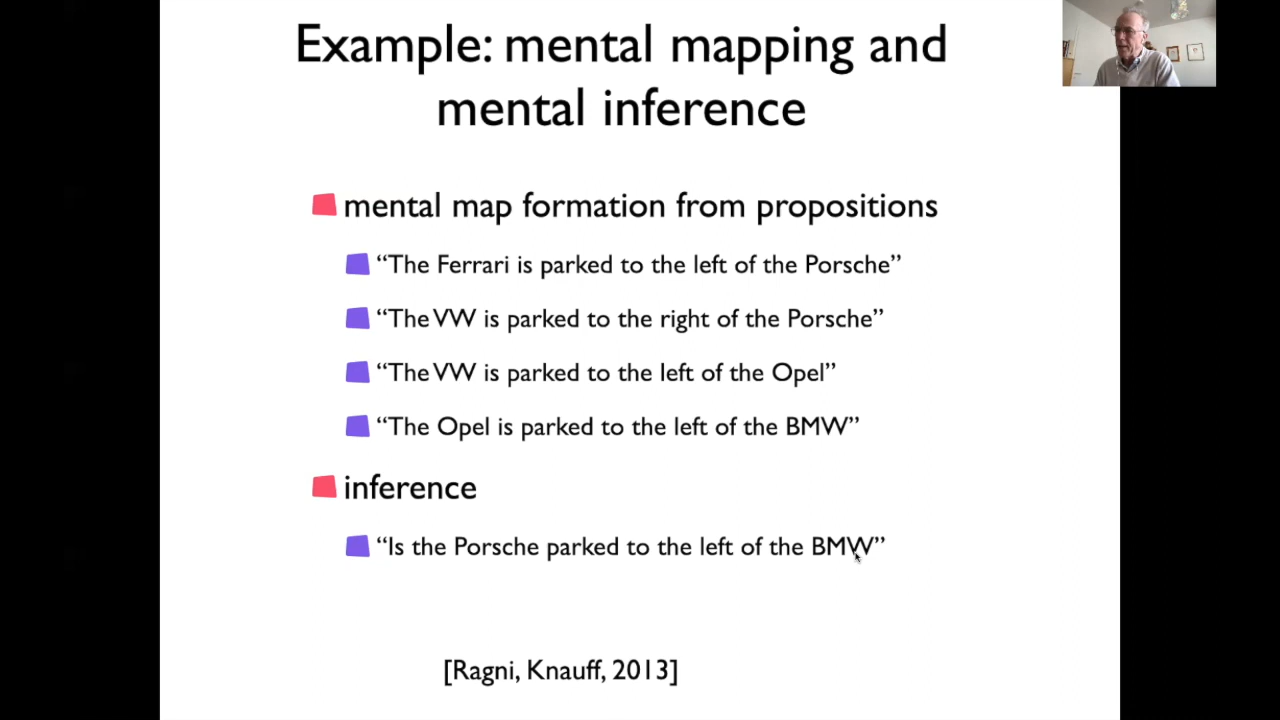 Example: mental mapping and
mental inference
mental map formation from propositions
“The Ferrari is parked to the left of the Porsche”
“The VW is parked to the right of the Porsche”
“The VW is parked to the left of the Opel”
“The Opel is parked to the left of the BMW”
inference
“Is the Porsche parked to the left of the BMW”
[Ragni, Knauff, 2013]